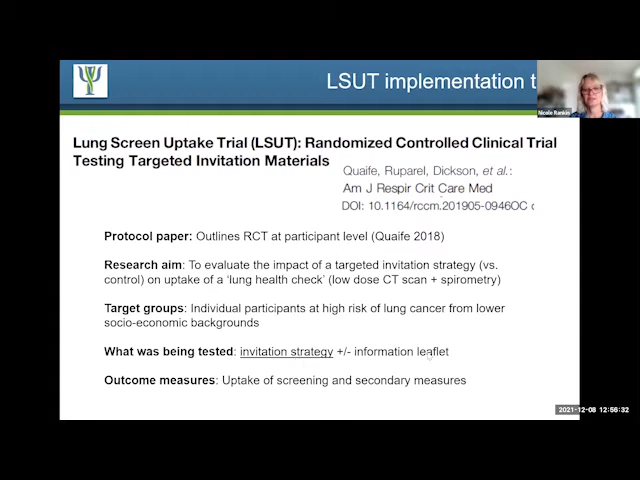 LSUT implementation t
Nicole Rankin
Lung Screen Uptake Trial (LSUT): Randomized Controlled Clinical Trial
Testing Targeted Invitation Materials
Quaife, Ruparel, Dickson, et al.:
Am J Respir Crit Care Med
DOI: 10.1164/rccm.201905-0946OC
Protocol paper: Outlines RCT at participant level (Quaife 2018)
Research aim: To evaluate the impact of a targeted invitation strategy (vs.
control) on uptake of a 'lung health check' (low dose CT scan + spirometry)
Target groups: Individual participants at high risk of lung cancer from lower
socio-economic backgrounds
What was being tested: invitation strategy +/- information leaflet
Outcome measures: Uptake of screening and secondary measures
2021-12-08 12:56:32